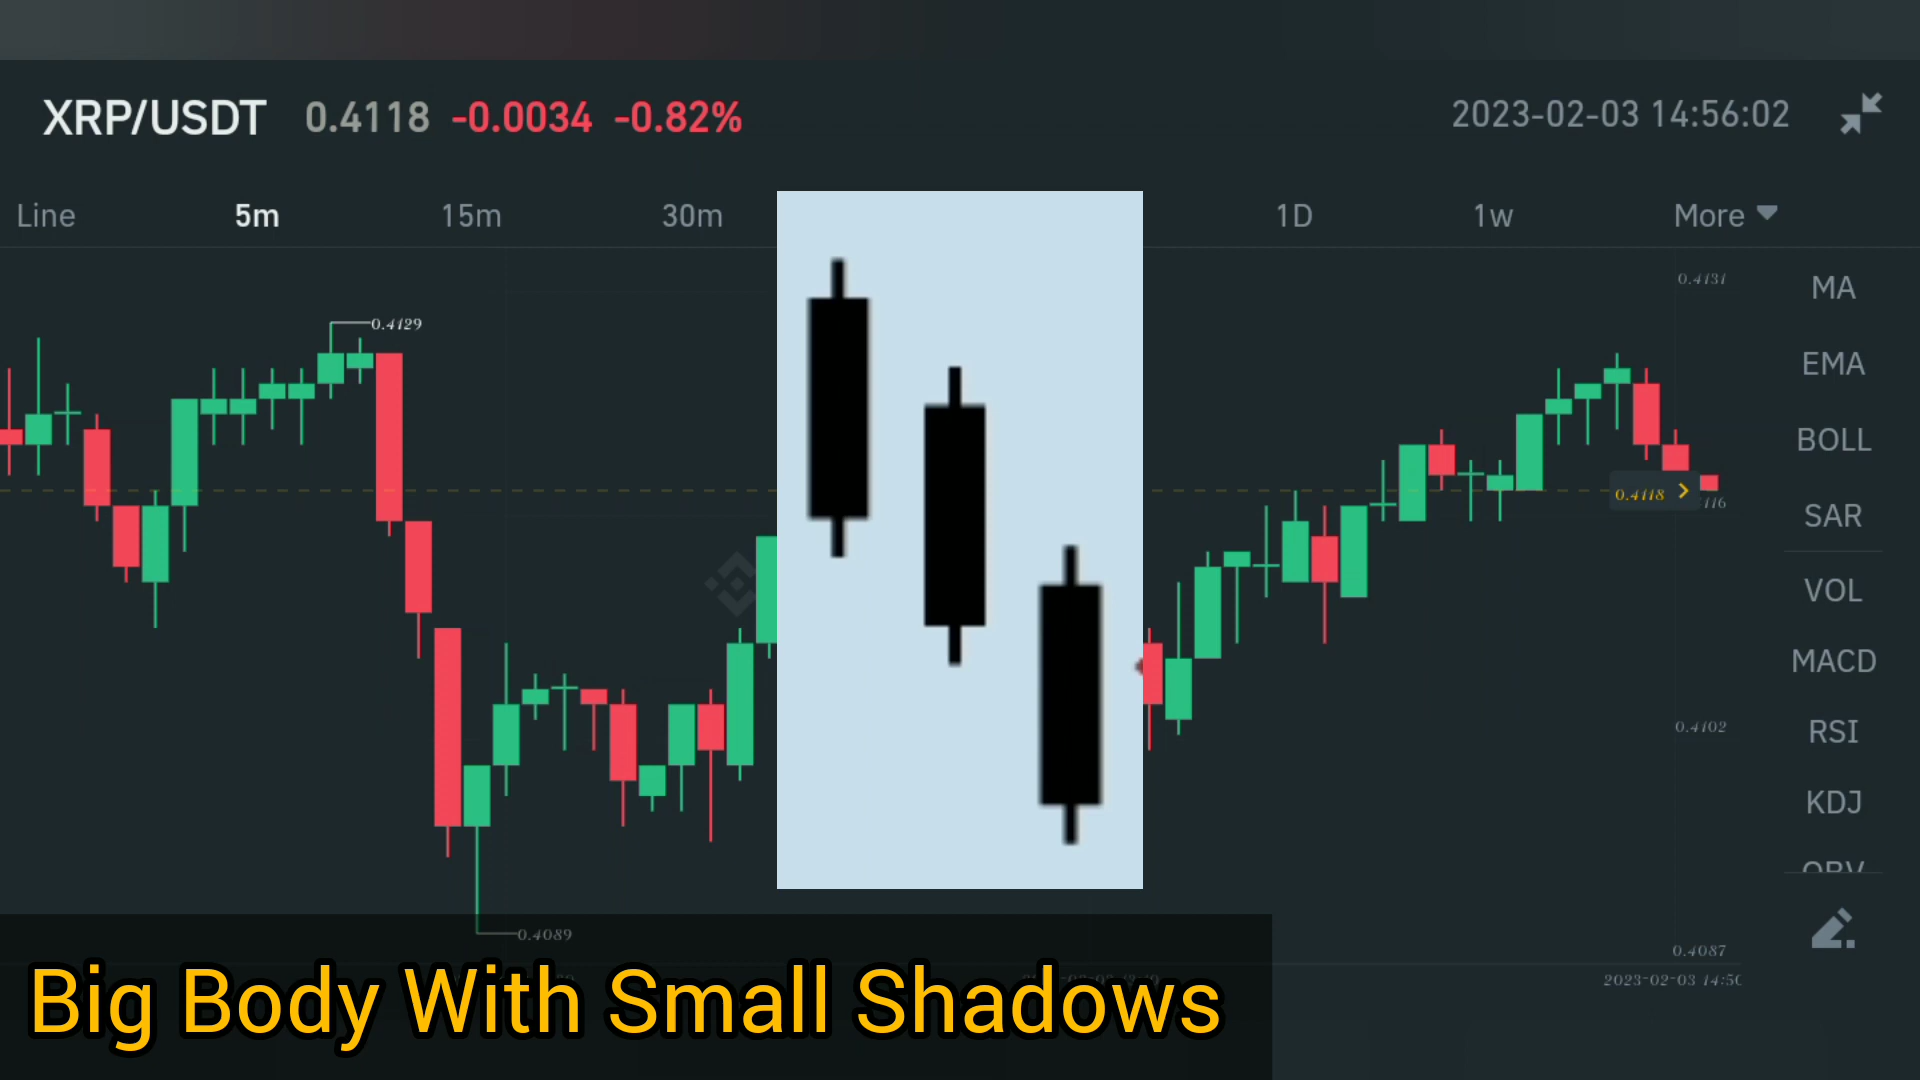 XRP/USDT 0.4118 -0.0034 -0.82% 2023-02-03 14:56:02
Line 5m 15m 30m 1D 1w More
0.4131
MA
0.4129
EMA
BOLL
0.4118
SAR
VOL
MACD
0.4102
RSI
KDJ
OBV
0.4089
0.4087
Big Body With Small Shadows